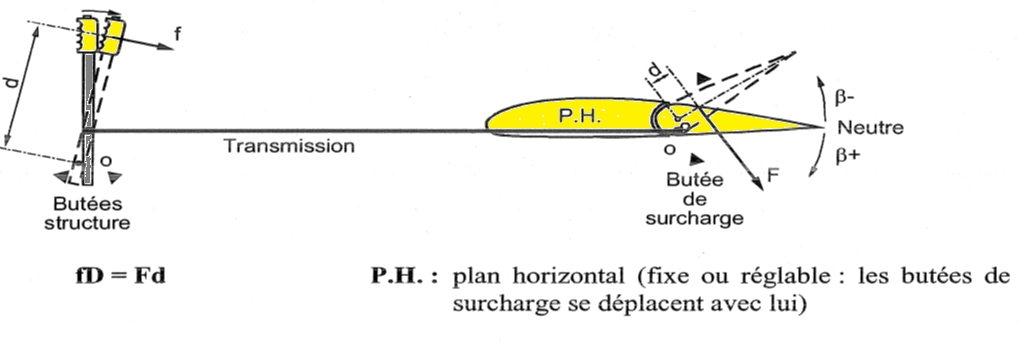 f
d
d
P.H.
β-
Neutre
β+
o
Transmission
o
F
Butées
structure
Butée
de
surcharge
fD = Fd
P.H. : plan horizontal (fixe ou réglable : les butées de
surcharge se déplacent avec lui)